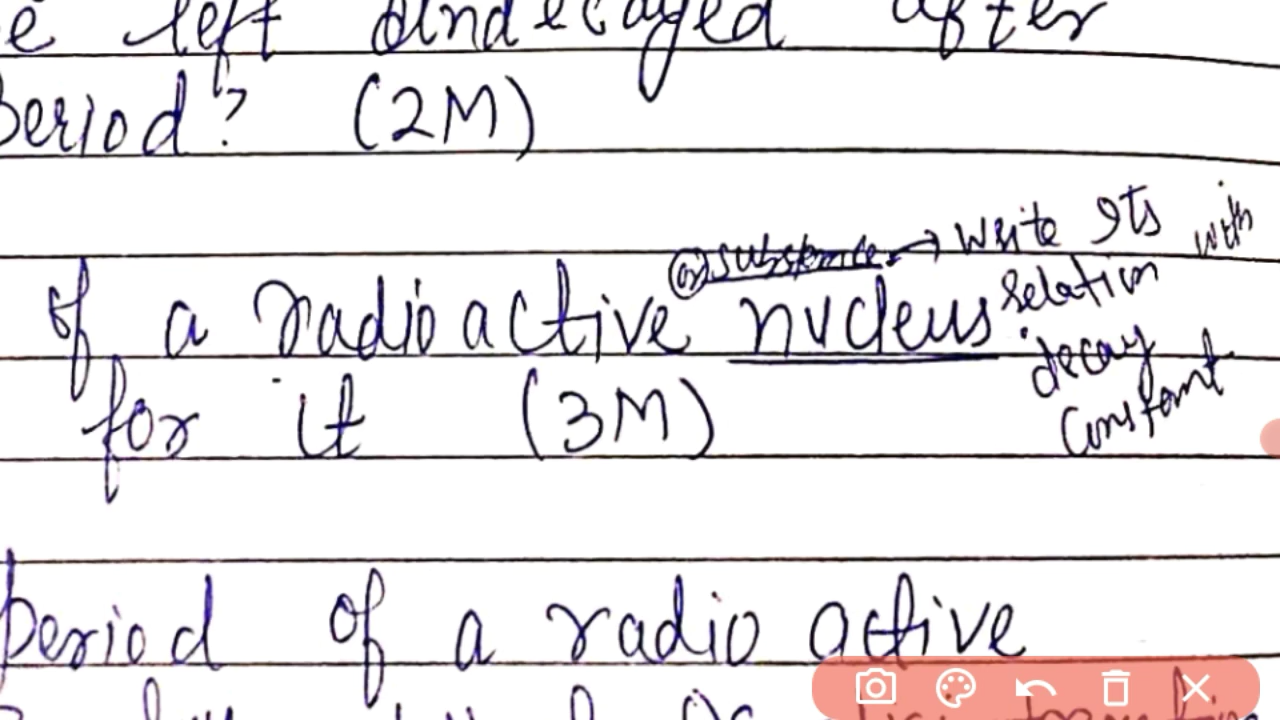 e left undecayed after
period? (2M)
(or) substance → write Its
relation with
of a radioactive nucleus
decay
constant
for it (3M)
period of a radio active